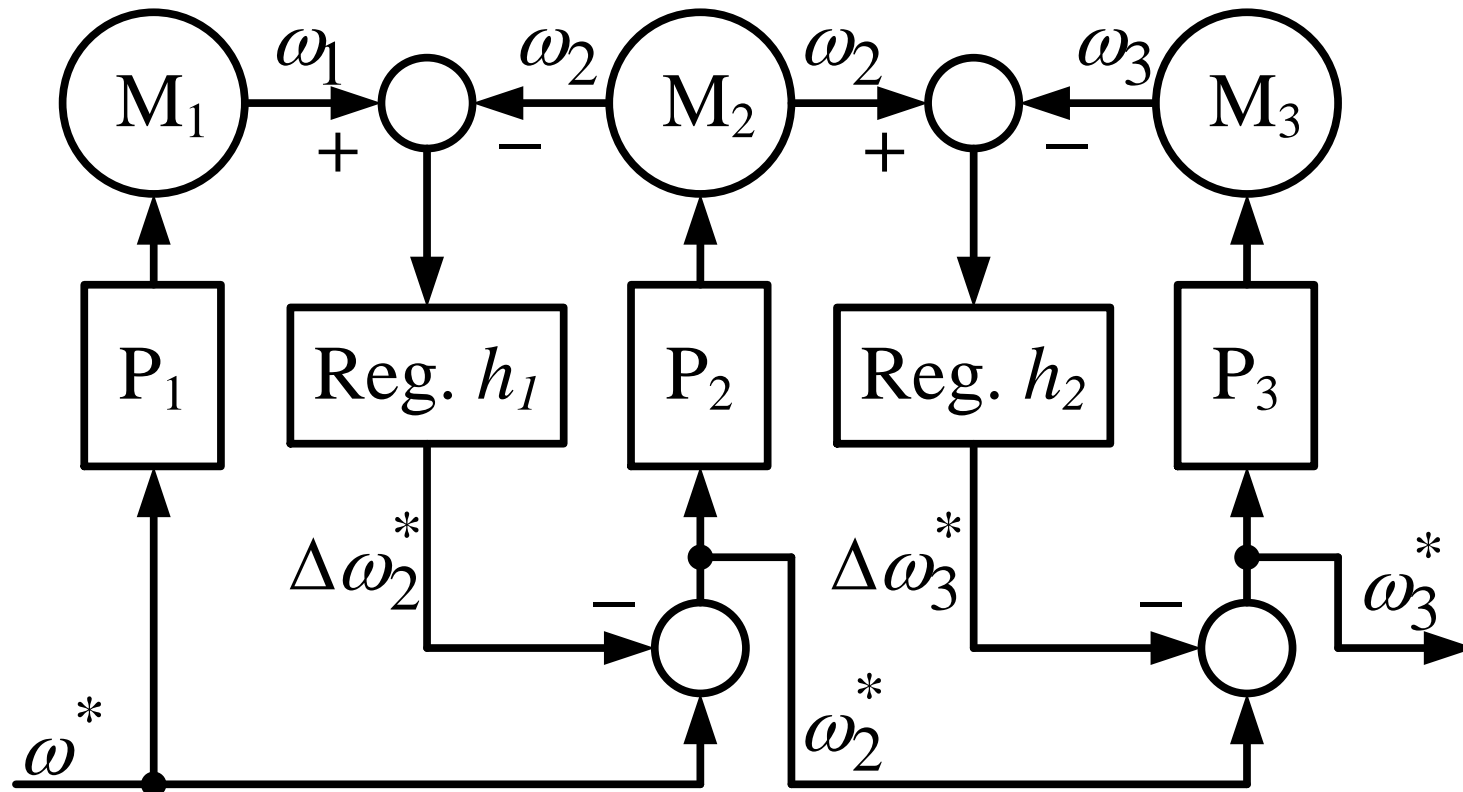 ω₁ ω₂ ω₂ ω₃
M₁ M₂ M₃
+ − + −
P₁ Reg. h₁ P₂ Reg. h₂ P₃
Δω₂* Δω₃* ω₃*
− −
ω* ω₂*